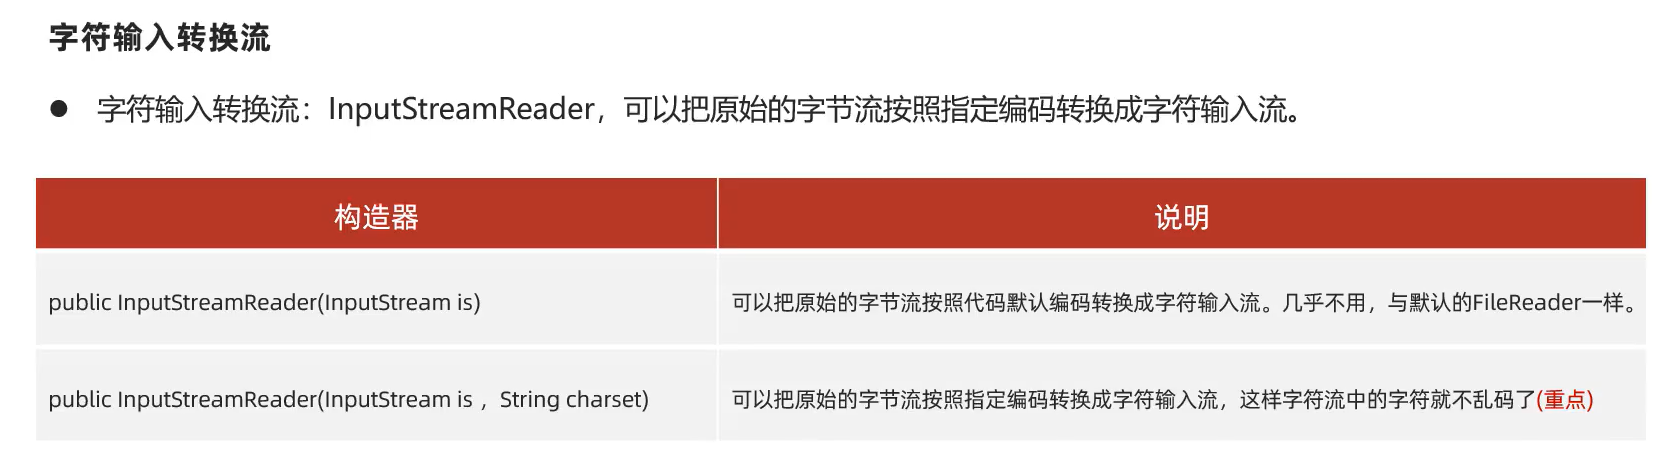 字符输入转换流
● 字符输入转换流：InputStreamReader，可以把原始的字节流按照指定编码转换成字符输入流。
构造器 说明
public InputStreamReader(InputStream is) 可以把原始的字节流按照代码默认编码转换成字符输入流。几乎不用，与默认的FileReader一样。
public InputStreamReader(InputStream is ，String charset) 可以把原始的字节流按照指定编码转换成字符输入流，这样字符流中的字符就不乱码了(重点)